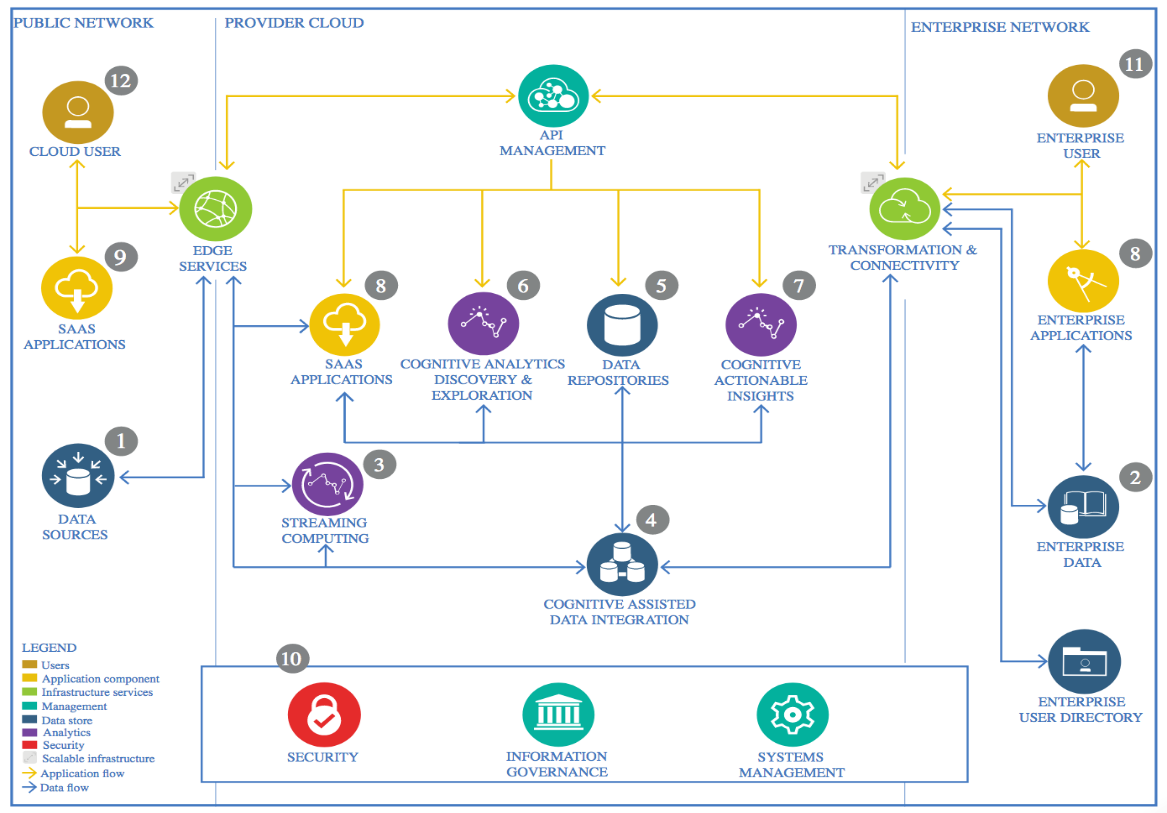 PUBLIC NETWORK
PROVIDER CLOUD
ENTERPRISE NETWORK
12
CLOUD USER
API
MANAGEMENT
11
ENTERPRISE
USER
EDGE
SERVICES
TRANSFORMATION &
CONNECTIVITY
9
SAAS
APPLICATIONS
8
SAAS
APPLICATIONS
6
COGNITIVE ANALYTICS
DISCOVERY &
EXPLORATION
5
DATA
REPOSITORIES
7
COGNITIVE
ACTIONABLE
INSIGHTS
8
ENTERPRISE
APPLICATIONS
1
DATA
SOURCES
3
STREAMING
COMPUTING
4
COGNITIVE ASSISTED
DATA INTEGRATION
2
ENTERPRISE
DATA
ENTERPRISE
USER DIRECTORY
LEGEND
Users
Application component
Infrastructure services
Management
Data store
Analytics
Security
Scalable infrastructure
Application flow
Data flow
10
SECURITY
INFORMATION
GOVERNANCE
SYSTEMS
MANAGEMENT